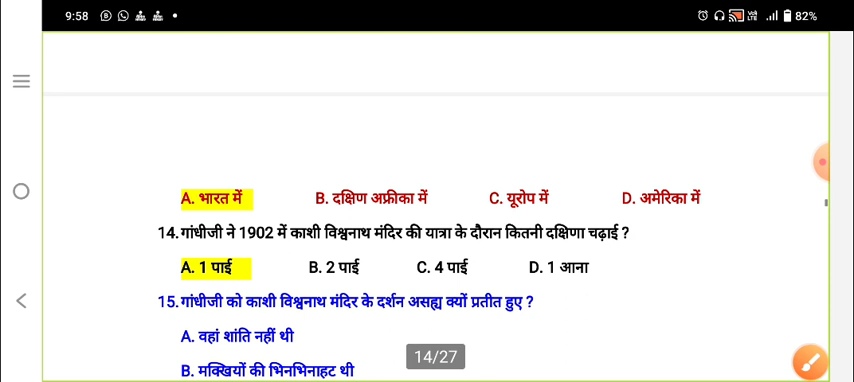 9:58 82%
A. भारत में B. दक्षिण अफ्रीका में C. यूरोप में D. अमेरिका में
14. गांधीजी ने 1902 में काशी विश्वनाथ मंदिर की यात्रा के दौरान कितनी दक्षिणा चढ़ाई ?
A. 1 पाई B. 2 पाई C. 4 पाई D. 1 आना
15. गांधीजी को काशी विश्वनाथ मंदिर के दर्शन असह्य क्यों प्रतीत हुए ?
A. वहां शांति नहीं थी
14/27
B. मक्खियों की भिनभिनाहट थी